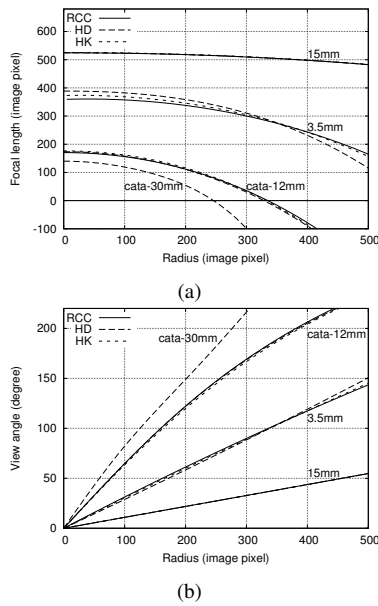 RCC
HD
HK
600
500
400
300
200
100
0
-100
Focal length (image pixel)
15mm
3.5mm
cata-30mm
cata-12mm
0 100 200 300 400 500
Radius (image pixel)
(a)
RCC
HD
HK
200
150
100
50
0
View angle (degree)
cata-30mm
cata-12mm
3.5mm
15mm
0 100 200 300 400 500
Radius (image pixel)
(b)